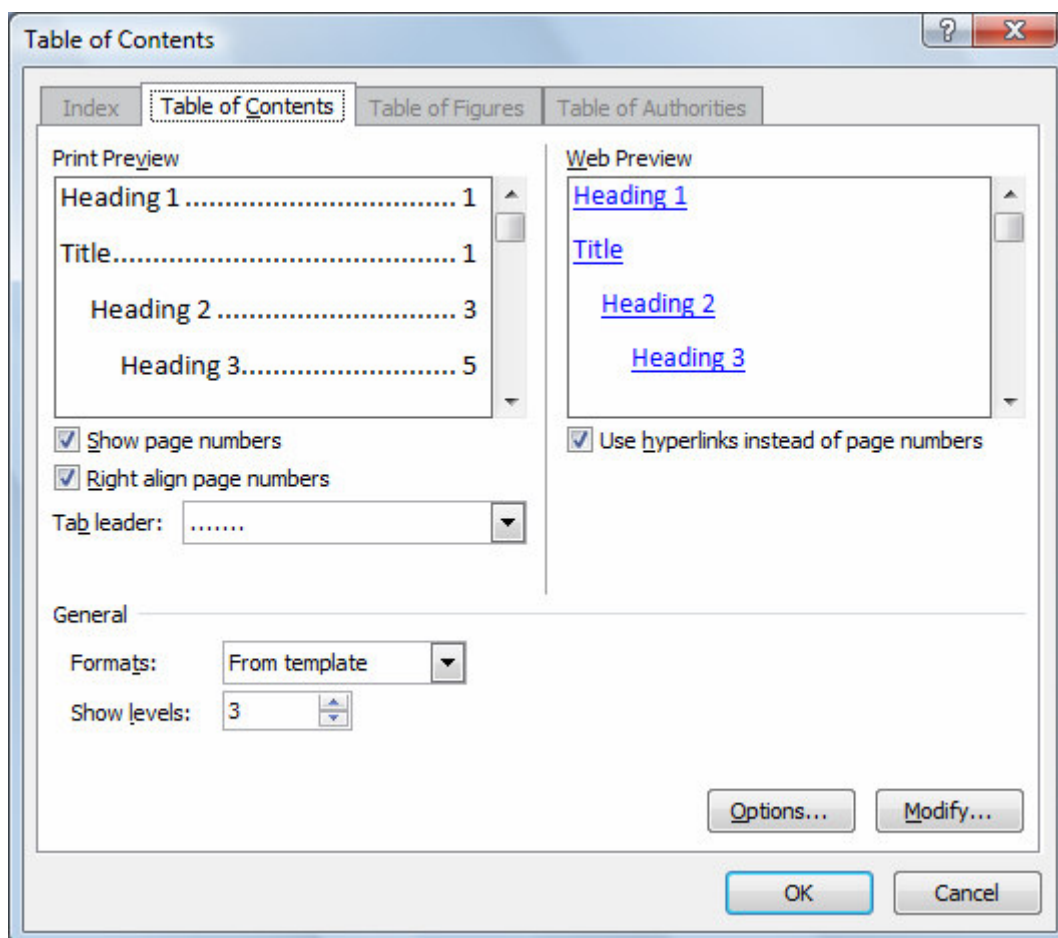 Table of Contents
Index Table of Contents Table of Figures Table of Authorities
Print Preview
Heading 1 ................................... 1
Title............................................ 1
Heading 2 ............................... 3
Heading 3........................... 5
Show page numbers
Right align page numbers
Tab leader: .......
Web Preview
Heading 1
Title
Heading 2
Heading 3
Use hyperlinks instead of page numbers
General
Formats: From template
Show levels: 3
Options... Modify...
OK Cancel